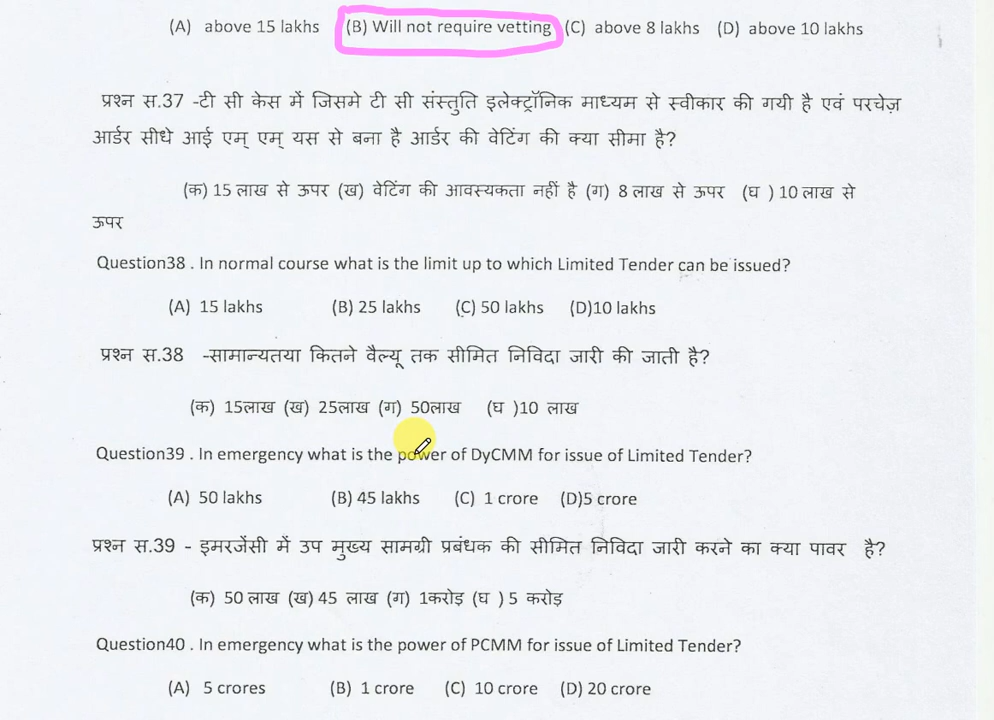 (A) above 15 lakhs (B) Will not require vetting (C) above 8 lakhs (D) above 10 lakhs
प्रश्न स.37 -टी सी केस में जिसमे टी सी संस्तुति इलेक्ट्रॉनिक माध्यम से स्वीकार की गयी है एवं परचेज़
आर्डर सीधे आई एम् एम् यस से बना है आर्डर की वेटिंग की क्या सीमा है?
(क) 15 लाख से ऊपर (ख) वेटिंग की आवस्यकता नहीं है (ग) 8 लाख से ऊपर (घ ) 10 लाख से
ऊपर
Question38 . In normal course what is the limit up to which Limited Tender can be issued?
(A) 15 lakhs (B) 25 lakhs (C) 50 lakhs (D)10 lakhs
प्रश्न स.38 -सामान्यतया कितने वैल्यू तक सीमित निविदा जारी की जाती है?
(क) 15लाख (ख) 25लाख (ग) 50लाख (घ )10 लाख
Question39 . In emergency what is the power of DyCMM for issue of Limited Tender?
(A) 50 lakhs (B) 45 lakhs (C) 1 crore (D)5 crore
प्रश्न स.39 - इमरजेंसी में उप मुख्य सामग्री प्रबंधक की सीमित निविदा जारी करने का क्या पावर है?
(क) 50 लाख (ख) 45 लाख (ग) 1करोड़ (घ ) 5 करोड़
Question40 . In emergency what is the power of PCMM for issue of Limited Tender?
(A) 5 crores (B) 1 crore (C) 10 crore (D) 20 crore